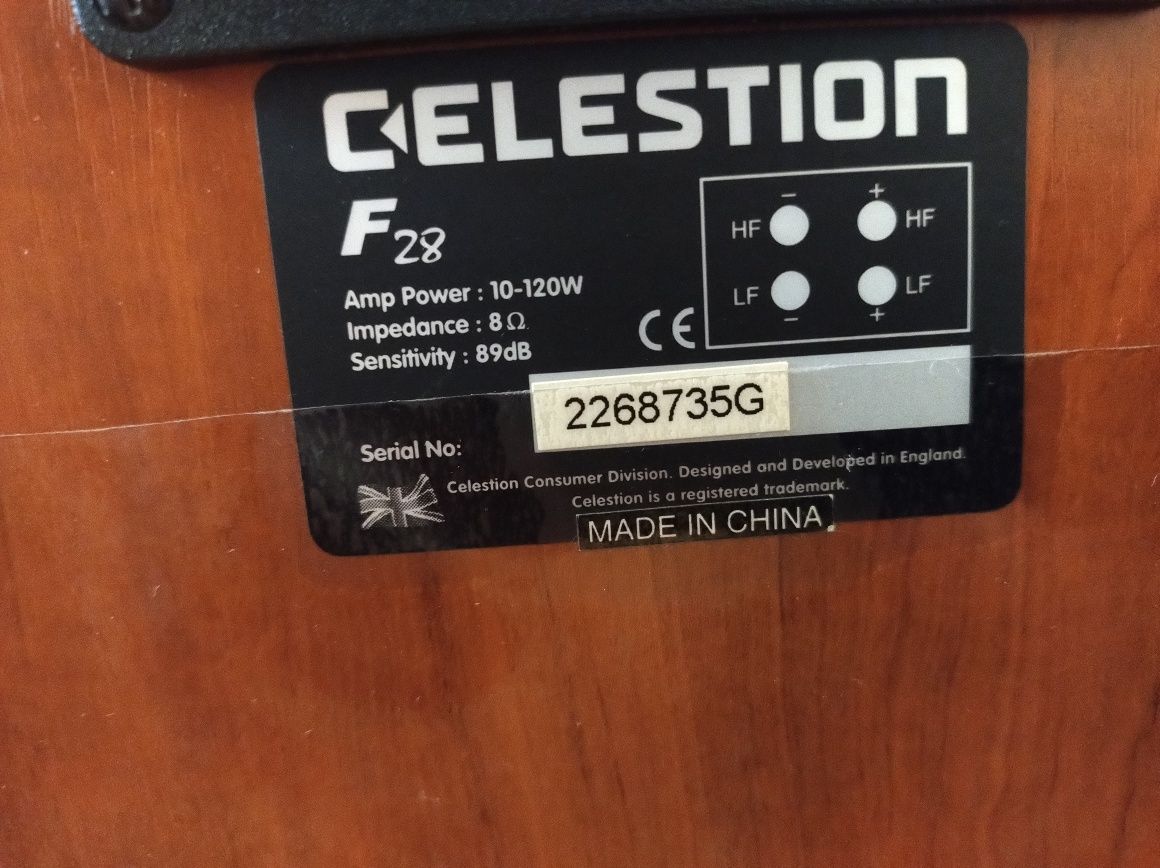 CELESTION
F28
Amp Power : 10-120W
Impedance : 8Ω
Sensitivity : 89dB
− +
HF HF
LF LF
− +
CE
2268735G
Serial No:
Celestion Consumer Division. Designed and Developed in England.
Celestion is a registered trademark.
MADE IN CHINA